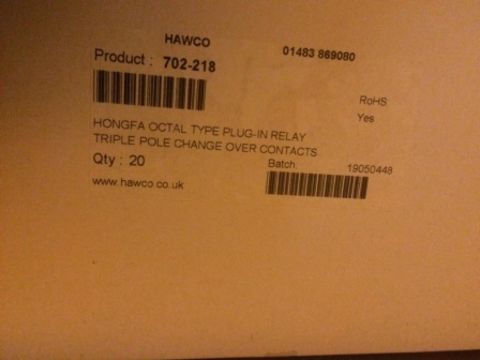 HAWCO 01483 869080
Product : 702-218
RoHS
Yes
HONGFA OCTAL TYPE PLUG-IN RELAY
TRIPLE POLE CHANGE OVER CONTACTS
Qty : 20
Batch: 19050448
www.hawco.co.uk